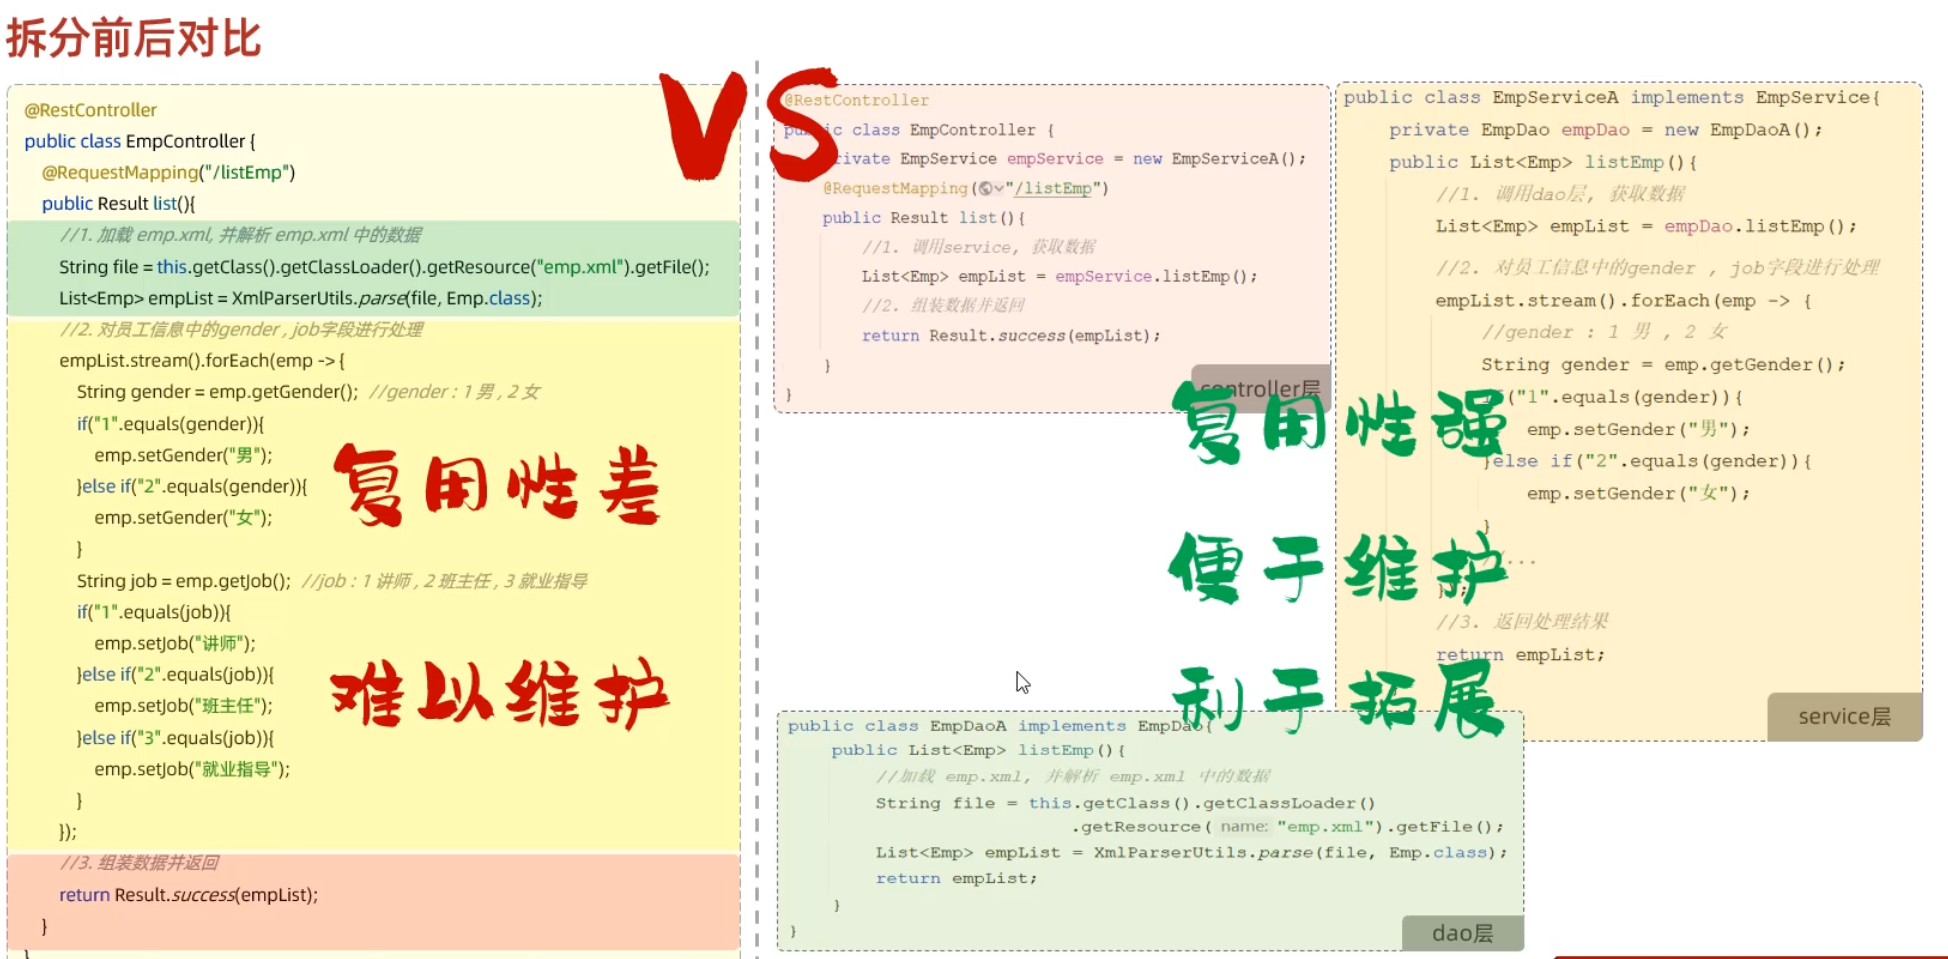 拆分前后对比
@RestController
public class EmpController {
@RequestMapping("/listEmp")
public Result list(){
//1. 加载 emp.xml, 并解析 emp.xml 中的数据
String file = this.getClass().getClassLoader().getResource("emp.xml").getFile();
List<Emp> empList = XmlParserUtils.parse(file, Emp.class);
//2. 对员工信息中的gender , job字段进行处理
empList.stream().forEach(emp -> {
String gender = emp.getGender(); //gender : 1 男 , 2 女
if("1".equals(gender)){
emp.setGender("男");
}else if("2".equals(gender)){
emp.setGender("女");
}
String job = emp.getJob(); //job : 1 讲师 , 2 班主任 , 3 就业指导
if("1".equals(job)){
emp.setJob("讲师");
}else if("2".equals(job)){
emp.setJob("班主任");
}else if("3".equals(job)){
emp.setJob("就业指导");
}
});
//3. 组装数据并返回
return Result.success(empList);
}
}
复用性差
难以维护
VS
@RestController
public class EmpController {
private EmpService empService = new EmpServiceA();
@RequestMapping("/listEmp")
public Result list(){
//1. 调用service, 获取数据
List<Emp> empList = empService.listEmp();
//2. 组装数据并返回
return Result.success(empList);
}
}
controller层
public class EmpServiceA implements EmpService{
private EmpDao empDao = new EmpDaoA();
public List<Emp> listEmp(){
//1. 调用dao层, 获取数据
List<Emp> empList = empDao.listEmp();
//2. 对员工信息中的gender , job字段进行处理
empList.stream().forEach(emp -> {
//gender : 1 男 , 2 女
String gender = emp.getGender();
if("1".equals(gender)){
emp.setGender("男");
}else if("2".equals(gender)){
emp.setGender("女");
}
//...
});
//3. 返回处理结果
return empList;
service层
复用性强
便于维护
利于拓展
public class EmpDaoA implements EmpDao{
public List<Emp> listEmp(){
//加载 emp.xml, 并解析 emp.xml 中的数据
String file = this.getClass().getClassLoader()
.getResource( name: "emp.xml").getFile();
List<Emp> empList = XmlParserUtils.parse(file, Emp.class);
return empList;
}
}
dao层